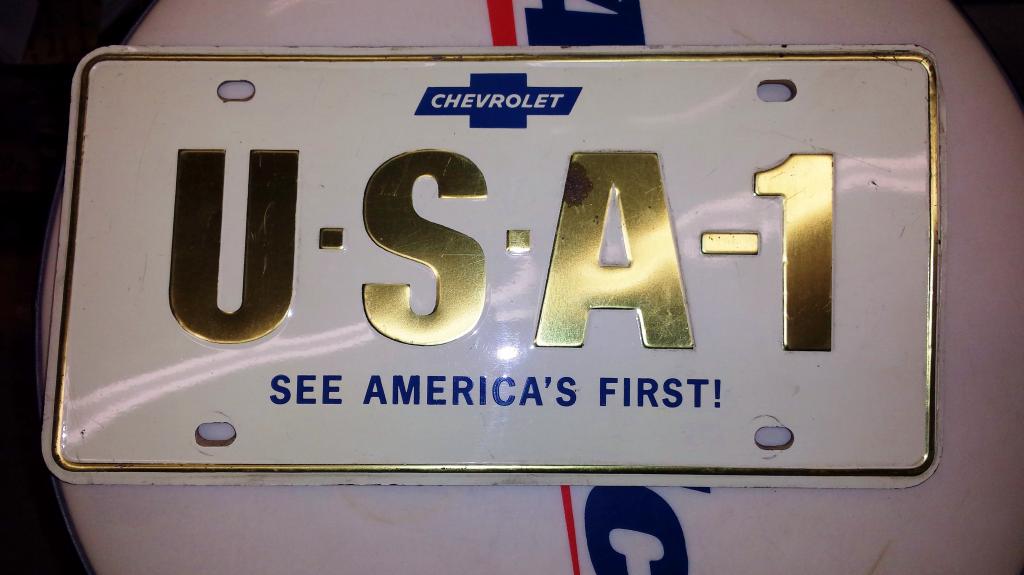 CHEVROLET
U·S·A-1
SEE AMERICA'S FIRST!